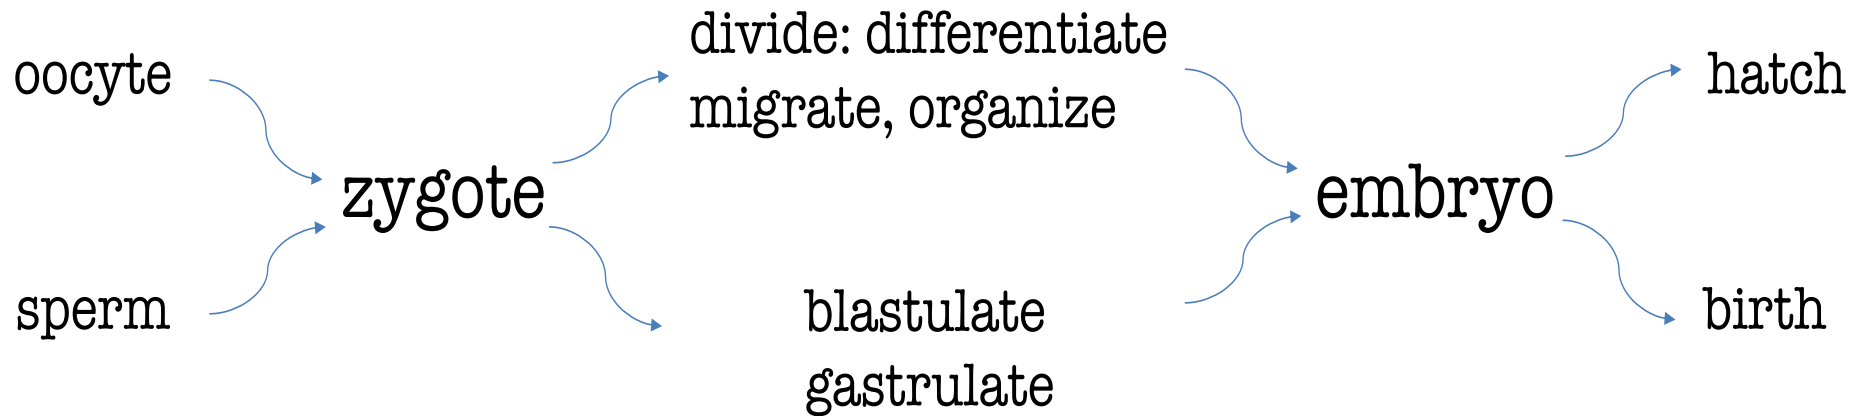 oocyte
sperm
zygote
divide: differentiate
migrate, organize
blastulate
gastrulate
embryo
hatch
birth